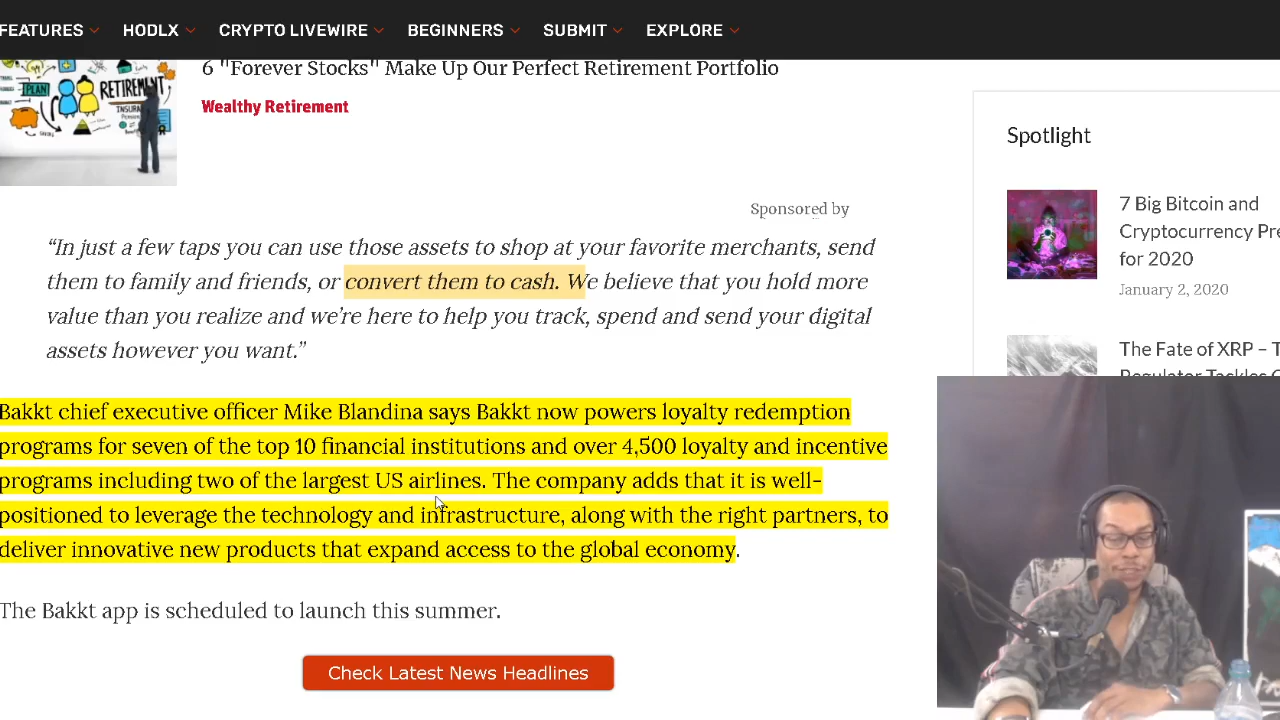 FEATURES HODLX CRYPTO LIVEWIRE BEGINNERS SUBMIT EXPLORE
6 "Forever Stocks" Make Up Our Perfect Retirement Portfolio
Wealthy Retirement
PLAN
RETIREMENT
Sponsored by
“In just a few taps you can use those assets to shop at your favorite merchants, send
them to family and friends, or convert them to cash. We believe that you hold more
value than you realize and we’re here to help you track, spend and send your digital
assets however you want.”
Bakkt chief executive officer Mike Blandina says Bakkt now powers loyalty redemption
programs for seven of the top 10 financial institutions and over 4,500 loyalty and incentive
programs including two of the largest US airlines. The company adds that it is well-
positioned to leverage the technology and infrastructure, along with the right partners, to
deliver innovative new products that expand access to the global economy.
The Bakkt app is scheduled to launch this summer.
Check Latest News Headlines
Spotlight
7 Big Bitcoin and
Cryptocurrency Pre
for 2020
January 2, 2020
The Fate of XRP – T
Regulator Tackles